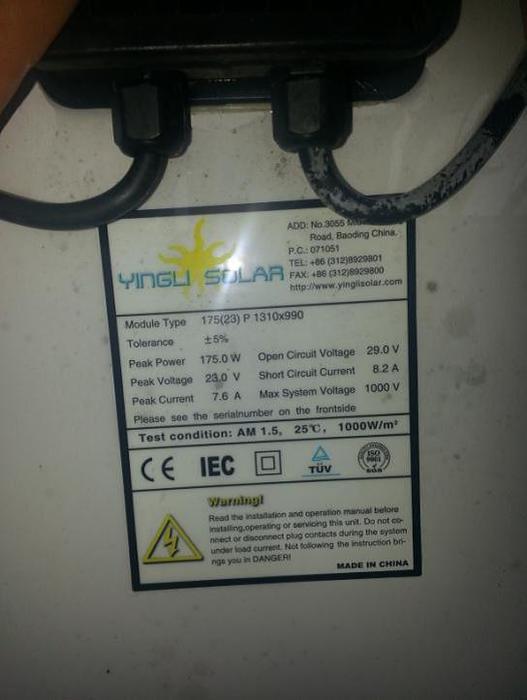 YINGLI SOLAR
ADD: No.3055
Road, Baoding China.
P.C.: 071051
TEL: +86 (312)8929801
FAX: +86 (312)8929800
http://www.yinglisolar.com
Module Type 175(23) P 1310x990
Tolerance ±5%
Peak Power 175.0 W Open Circuit Voltage 29.0 V
Peak Voltage 23.0 V Short Circuit Current 8.2 A
Peak Current 7.6 A Max System Voltage 1000 V
Please see the serialnumber on the frontside
Test condition: AM 1.5, 25℃, 1000W/m²
CE IEC TÜV ISO 9001 SGS
Warning!
Read the installation and operation manual before
installing,operating or servicing this unit. Do not co-
nnect or disconnect plug contacts during the system
under load current. Not following the instruction bri-
ngs you in DANGER!
MADE IN CHINA